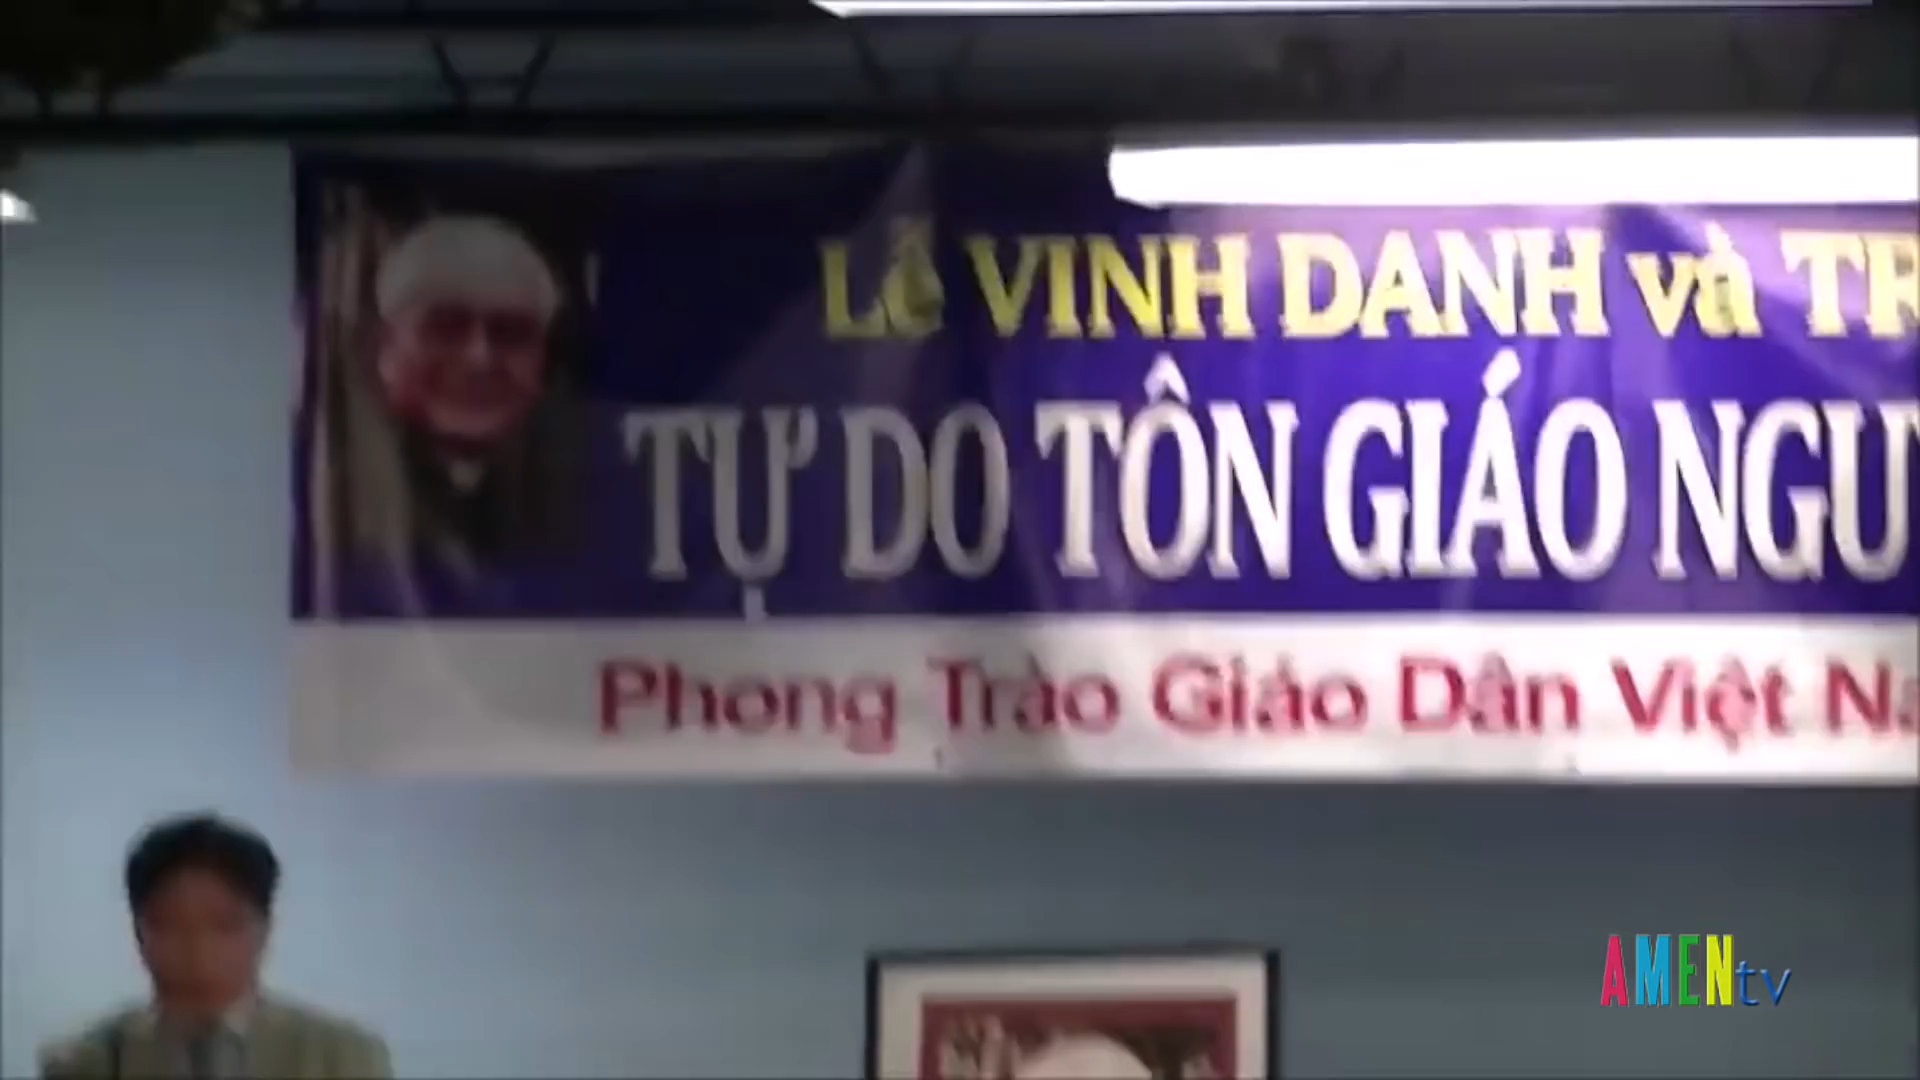 Lễ VINH DANH và TR
TỰ DO TÔN GIÁO NGU
Phong Trào Giáo Dân Việt Na
AMENtv